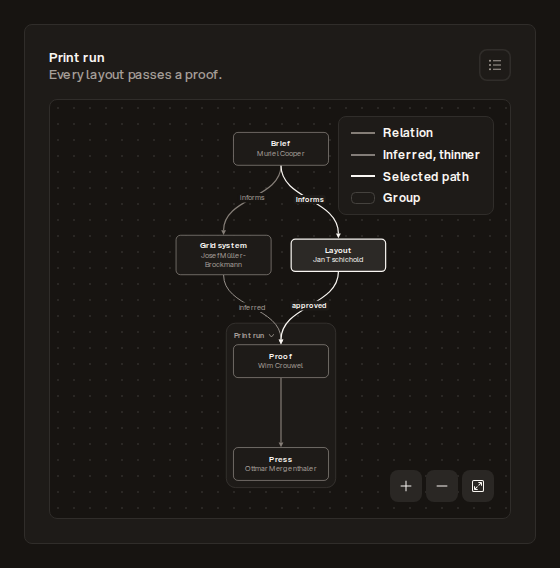 Print run
Every layout passes a proof.
Brief
Muriel Cooper
Relation
Inferred, thinner
Selected path
Group
informs
informs
Grid system
Josef Müller-
Brockmann
Layout
Jan Tschichold
inferred
approved
Print run
Proof
Wim Crouwel
Press
Ottmar Mergenthaler